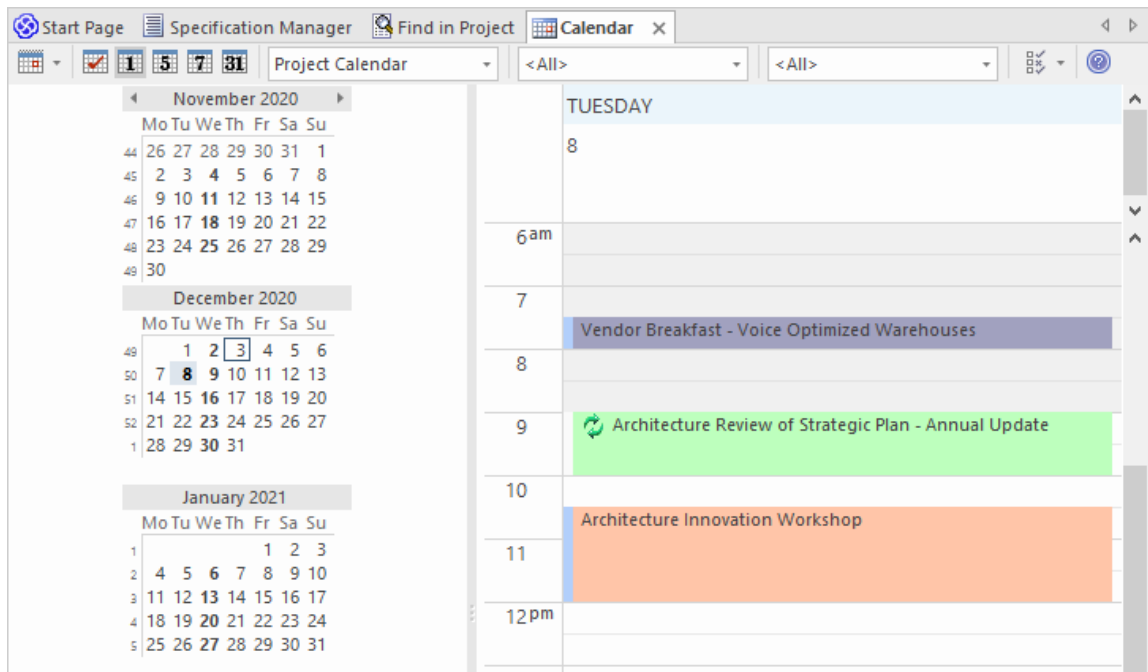 Start Page Specification Manager Find in Project Calendar
1 5 7 31 Project Calendar <All> <All> ?
November 2020
Mo Tu We Th Fr Sa Su
44 26 27 28 29 30 31 1
45 2 3 4 5 6 7 8
46 9 10 11 12 13 14 15
47 16 17 18 19 20 21 22
48 23 24 25 26 27 28 29
49 30
December 2020
Mo Tu We Th Fr Sa Su
49 1 2 3 4 5 6
50 7 8 9 10 11 12 13
51 14 15 16 17 18 19 20
52 21 22 23 24 25 26 27
1 28 29 30 31
January 2021
Mo Tu We Th Fr Sa Su
1 1 2 3
2 4 5 6 7 8 9 10
3 11 12 13 14 15 16 17
4 18 19 20 21 22 23 24
5 25 26 27 28 29 30 31
TUESDAY
8
6 am
7
Vendor Breakfast - Voice Optimized Warehouses
8
9 Architecture Review of Strategic Plan - Annual Update
10
Architecture Innovation Workshop
11
12 pm